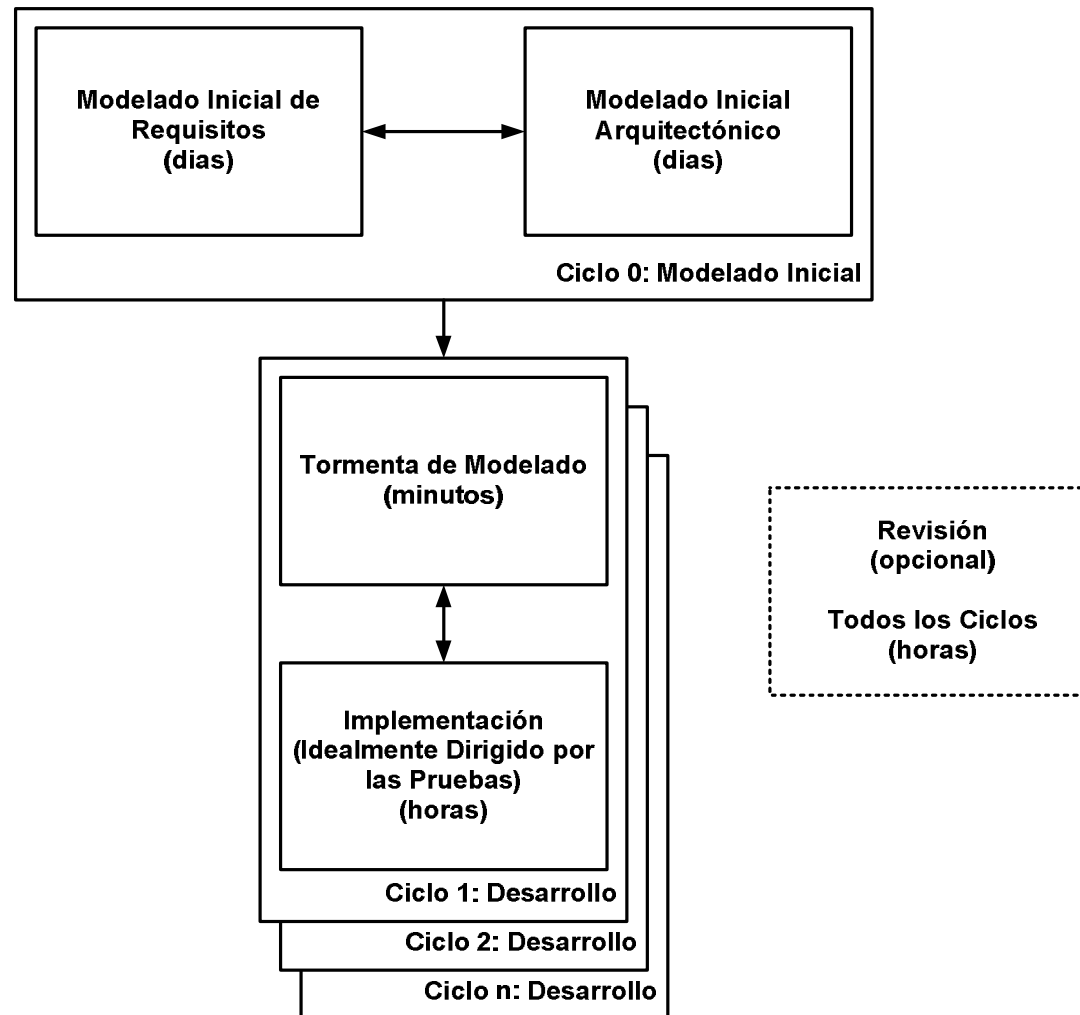 Modelado Inicial de
Requisitos
(dias)
Modelado Inicial
Arquitectónico
(dias)
Ciclo 0: Modelado Inicial
Tormenta de Modelado
(minutos)
Revisión
(opcional)
Todos los Ciclos
(horas)
Implementación
(Idealmente Dirigido por
las Pruebas)
(horas)
Ciclo 1: Desarrollo
Ciclo 2: Desarrollo
Ciclo n: Desarrollo